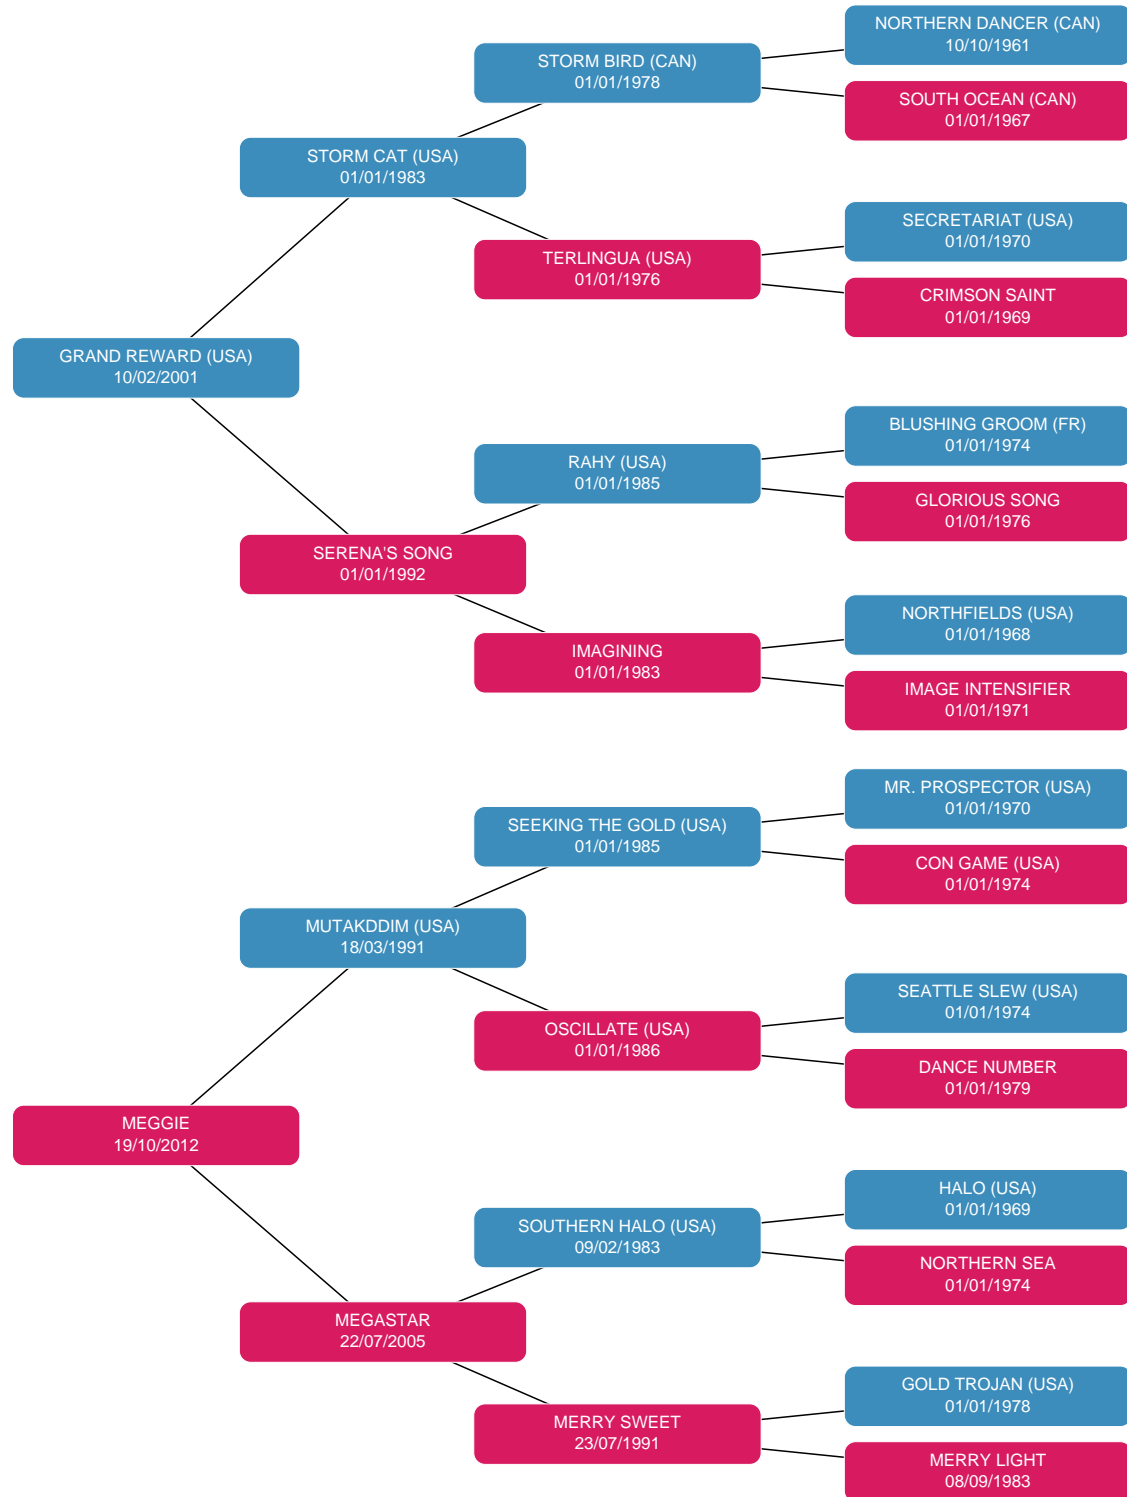 NORTHERN DANCER (CAN)
10/10/1961
STORM BIRD (CAN)
01/01/1978
SOUTH OCEAN (CAN)
01/01/1967
STORM CAT (USA)
01/01/1983
SECRETARIAT (USA)
01/01/1970
TERLINGUA (USA)
01/01/1976
CRIMSON SAINT
01/01/1969
GRAND REWARD (USA)
10/02/2001
BLUSHING GROOM (FR)
01/01/1974
RAHY (USA)
01/01/1985
GLORIOUS SONG
01/01/1976
SERENA'S SONG
01/01/1992
NORTHFIELDS (USA)
01/01/1968
IMAGINING
01/01/1983
IMAGE INTENSIFIER
01/01/1971
MR. PROSPECTOR (USA)
01/01/1970
SEEKING THE GOLD (USA)
01/01/1985
CON GAME (USA)
01/01/1974
MUTAKDDIM (USA)
18/03/1991
SEATTLE SLEW (USA)
01/01/1974
OSCILLATE (USA)
01/01/1986
DANCE NUMBER
01/01/1979
MEGGIE
19/10/2012
HALO (USA)
01/01/1969
SOUTHERN HALO (USA)
09/02/1983
NORTHERN SEA
01/01/1974
MEGASTAR
22/07/2005
GOLD TROJAN (USA)
01/01/1978
MERRY SWEET
23/07/1991
MERRY LIGHT
08/09/1983